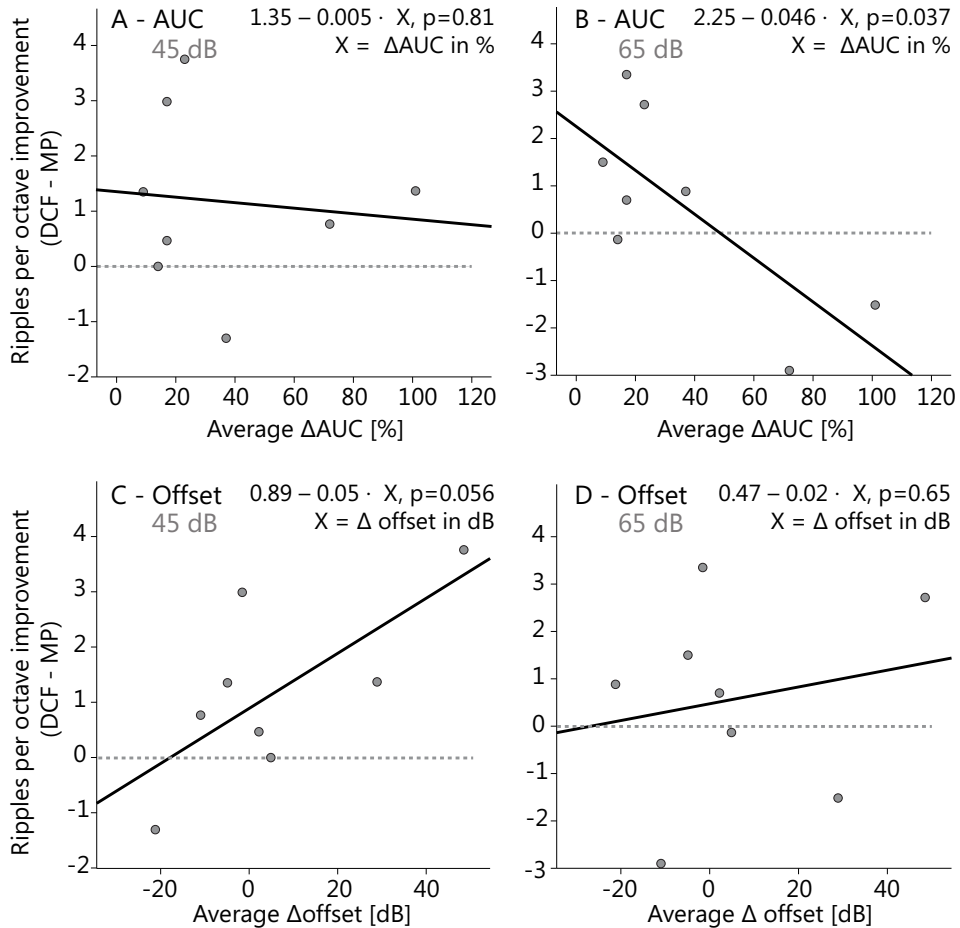 A - AUC
45 dB
1.35 – 0.005 · X, p=0.81
X = ΔAUC in %
Ripples per octave improvement
(DCF - MP)
4
3
2
1
0
-1
-2
0 20 40 60 80 100 120
Average ΔAUC [%]
B - AUC
65 dB
2.25 - 0.046 · X, p=0.037
X = ΔAUC in %
4
3
2
1
0
-1
-2
-3
0 20 40 60 80 100 120
Average ΔAUC [%]
C - Offset
45 dB
0.89 – 0.05 · X, p=0.056
X = Δ offset in dB
Ripples per octave improvement
(DCF - MP)
4
3
2
1
0
-1
-2
-20 0 20 40
Average Δoffset [dB]
D - Offset
65 dB
0.47 – 0.02 · X, p=0.65
X = Δ offset in dB
4
3
2
1
0
-1
-2
-3
-20 0 20 40
Average Δ offset [dB]